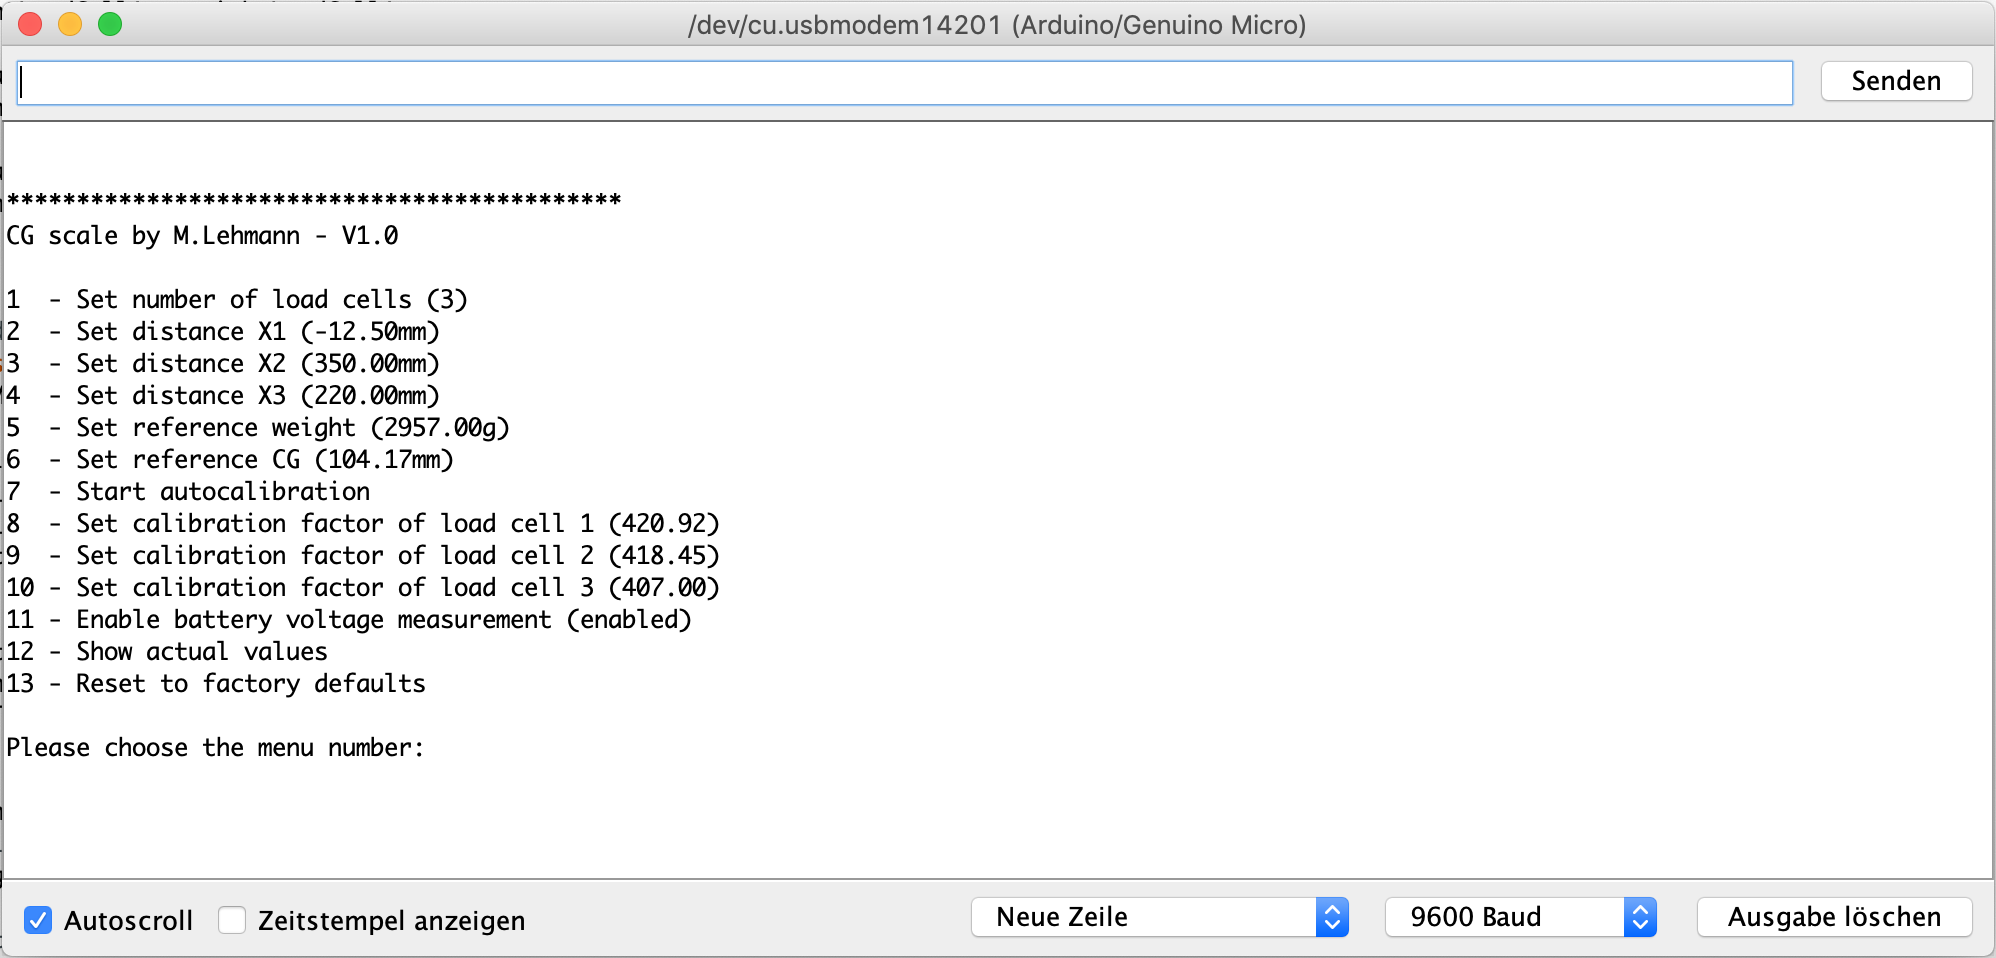 /dev/cu.usbmodem14201 (Arduino/Genuino Micro)
Senden
********************************************
CG scale by M.Lehmann - V1.0
1  - Set number of load cells (3)
2  - Set distance X1 (-12.50mm)
3  - Set distance X2 (350.00mm)
4  - Set distance X3 (220.00mm)
5  - Set reference weight (2957.00g)
6  - Set reference CG (104.17mm)
7  - Start autocalibration
8  - Set calibration factor of load cell 1 (420.92)
9  - Set calibration factor of load cell 2 (418.45)
10 - Set calibration factor of load cell 3 (407.00)
11 - Enable battery voltage measurement (enabled)
12 - Show actual values
13 - Reset to factory defaults
Please choose the menu number:
Autoscroll Zeitstempel anzeigen Neue Zeile 9600 Baud Ausgabe löschen